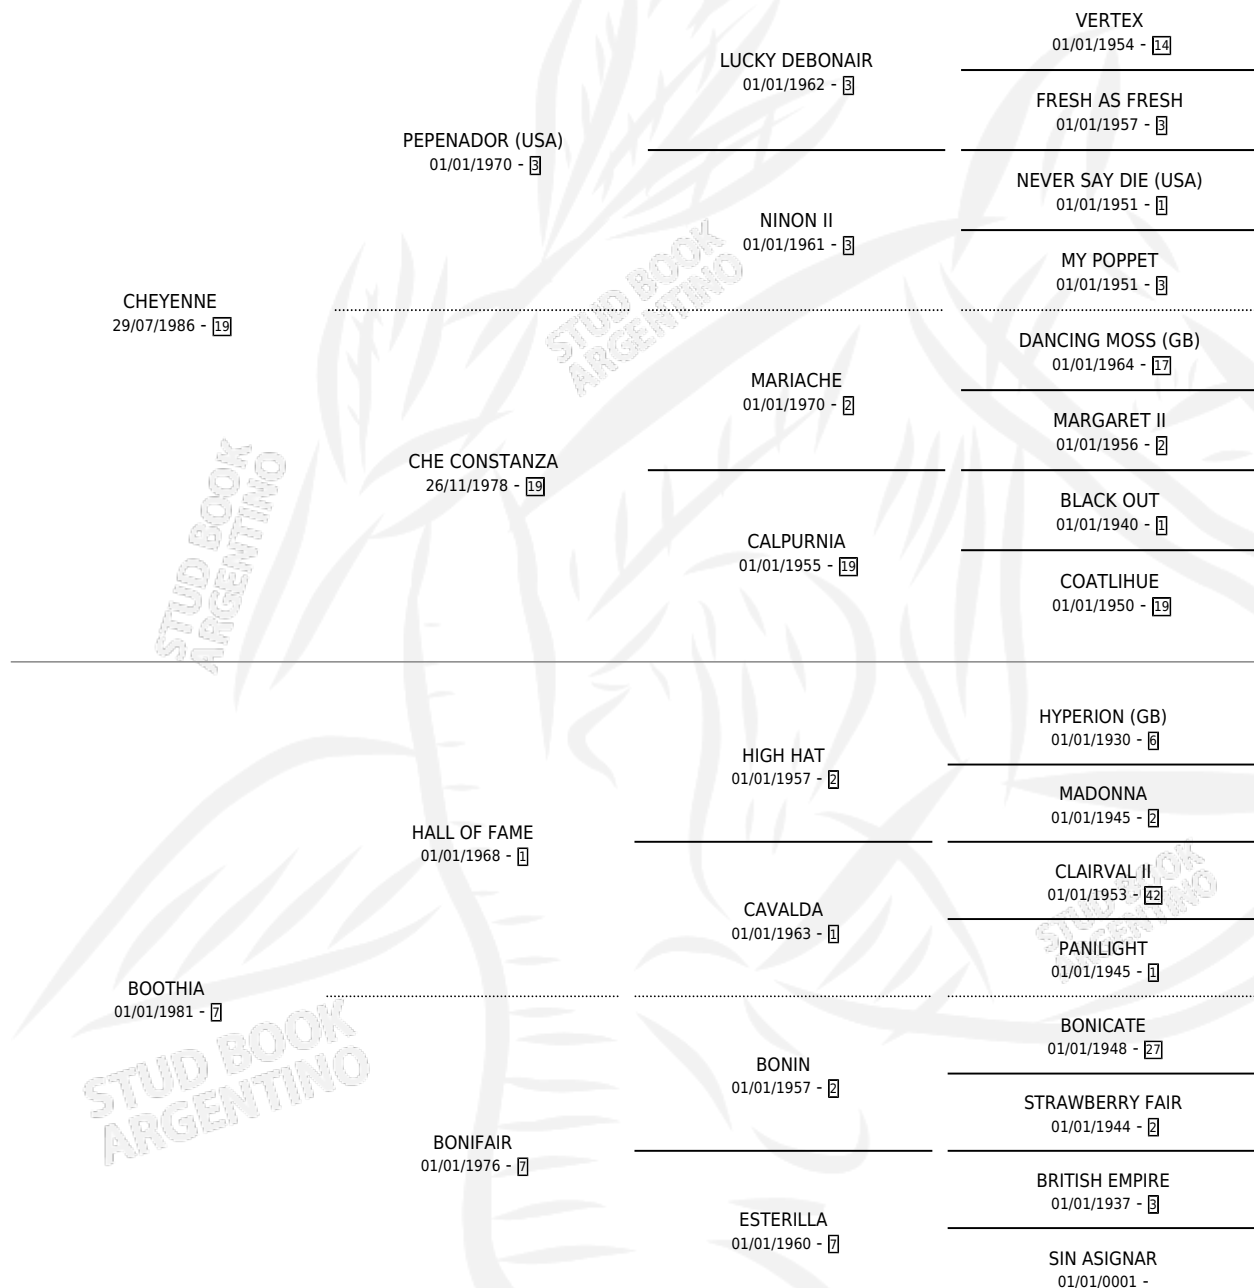 VERTEX
01/01/1954 - 14
LUCKY DEBONAIR
01/01/1962 - 3
FRESH AS FRESH
01/01/1957 - 3
PEPENADOR (USA)
01/01/1970 - 3
NEVER SAY DIE (USA)
01/01/1951 - 1
NINON II
01/01/1961 - 3
MY POPPET
01/01/1951 - 3
CHEYENNE
29/07/1986 - 19
DANCING MOSS (GB)
01/01/1964 - 17
MARIACHE
01/01/1970 - 2
MARGARET II
01/01/1956 - 2
CHE CONSTANZA
26/11/1978 - 19
BLACK OUT
01/01/1940 - 1
CALPURNIA
01/01/1955 - 19
COATLIHUE
01/01/1950 - 19
HYPERION (GB)
01/01/1930 - 6
HIGH HAT
01/01/1957 - 2
MADONNA
01/01/1945 - 2
HALL OF FAME
01/01/1968 - 1
CLAIRVAL II
01/01/1953 - 42
CAVALDA
01/01/1963 - 1
PANILIGHT
01/01/1945 - 1
BOOTHIA
01/01/1981 - 7
BONICATE
01/01/1948 - 27
BONIN
01/01/1957 - 2
STRAWBERRY FAIR
01/01/1944 - 2
BONIFAIR
01/01/1976 - 7
BRITISH EMPIRE
01/01/1937 - 3
ESTERILLA
01/01/1960 - 7
SIN ASIGNAR
01/01/0001 -
STUD BOOK
ARGENTINO
STUD BOOK
ARGENTINO
STUD BOOK
ARGENTINO
STUD BOOK
ARGENTINO